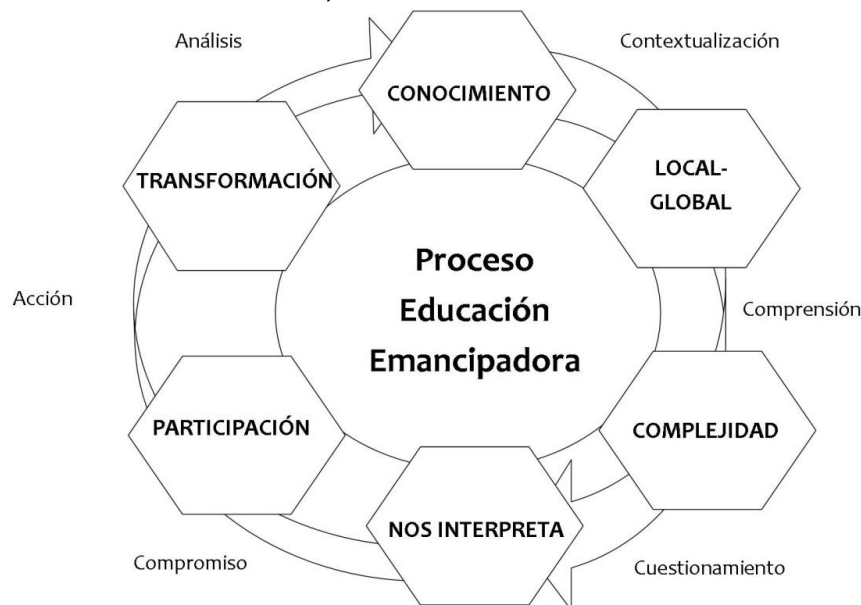 Análisis
Contextualización
CONOCIMIENTO
TRANSFORMACIÓN
LOCAL-
GLOBAL
Proceso
Educación
Emancipadora
Acción
Comprensión
PARTICIPACIÓN
COMPLEJIDAD
NOS INTERPRETA
Compromiso
Cuestionamiento